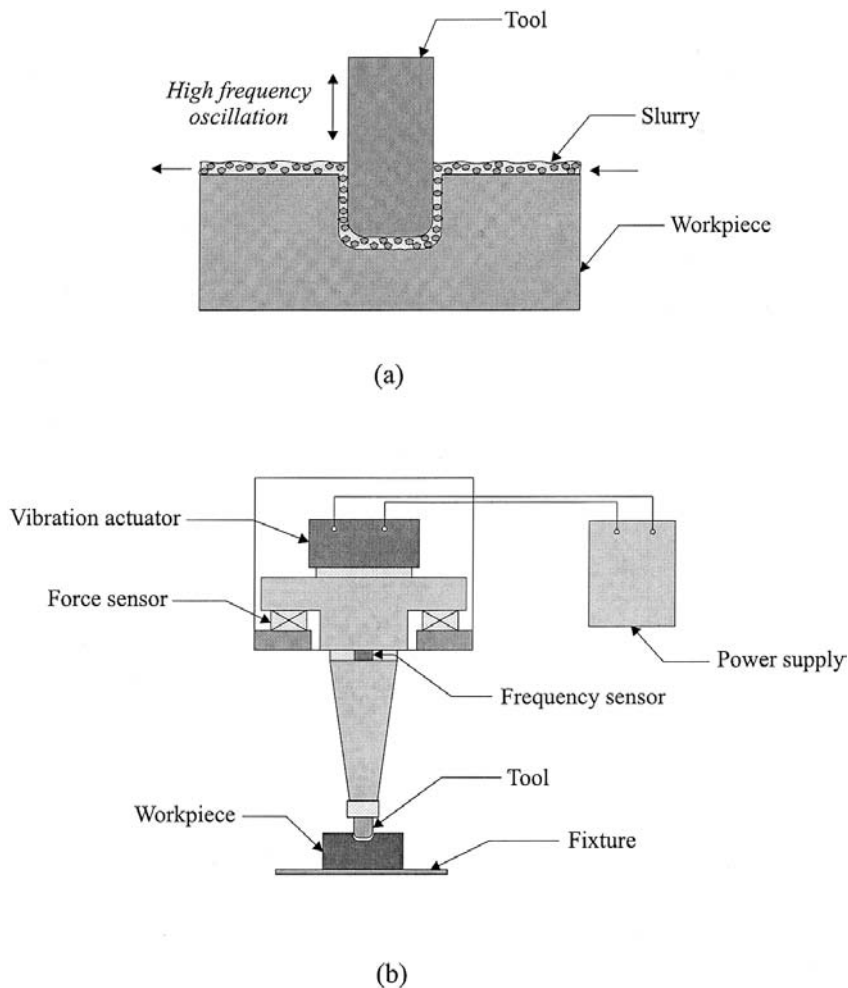 Tool
High frequency
oscillation
Slurry
Workpiece
(a)
Vibration actuator
Force sensor
Power supply
Frequency sensor
Tool
Workpiece
Fixture
(b)